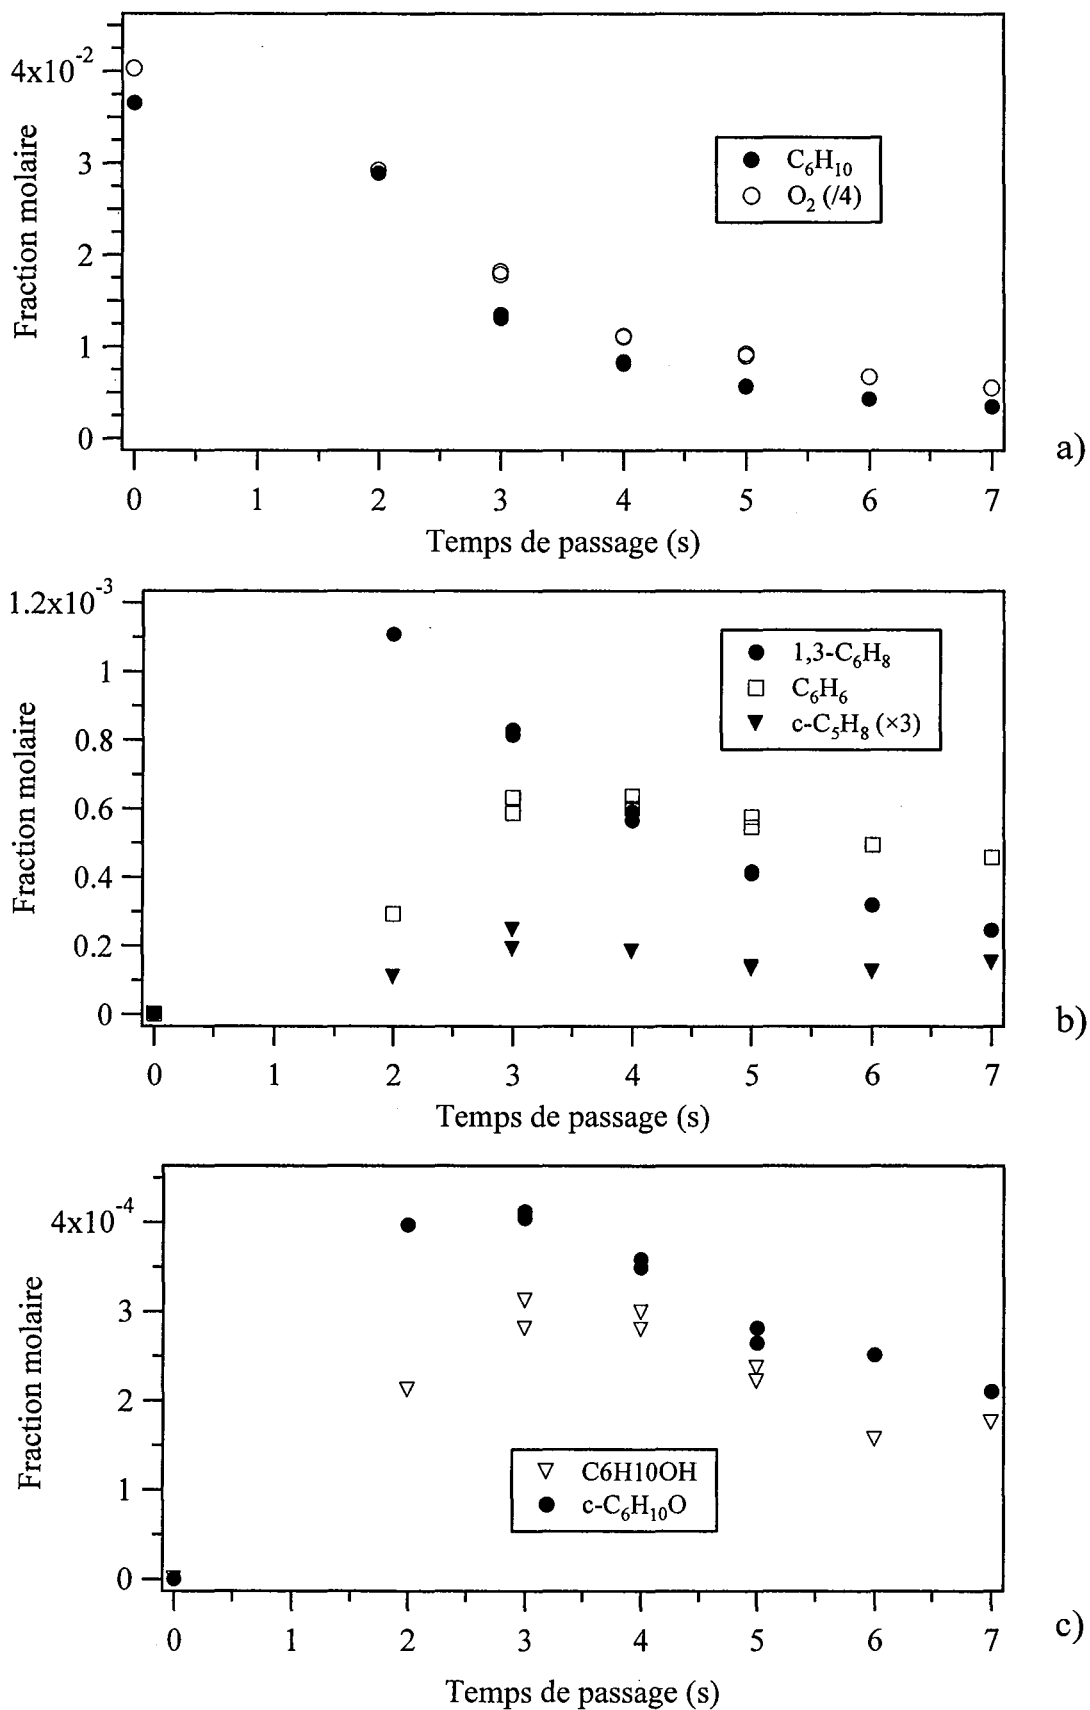 4x10⁻²
3
2
1
0
Fraction molaire
C₆H₁₀
O₂ (/4)
0 1 2 3 4 5 6 7
Temps de passage (s)
a)
1.2x10⁻³
1
0.8
0.6
0.4
0.2
0
Fraction molaire
1,3-C₆H₈
C₆H₆
c-C₅H₈ (×3)
0 1 2 3 4 5 6 7
Temps de passage (s)
b)
4x10⁻⁴
3
2
1
0
Fraction molaire
C6H10OH
c-C₆H₁₀O
0 1 2 3 4 5 6 7
Temps de passage (s)
c)